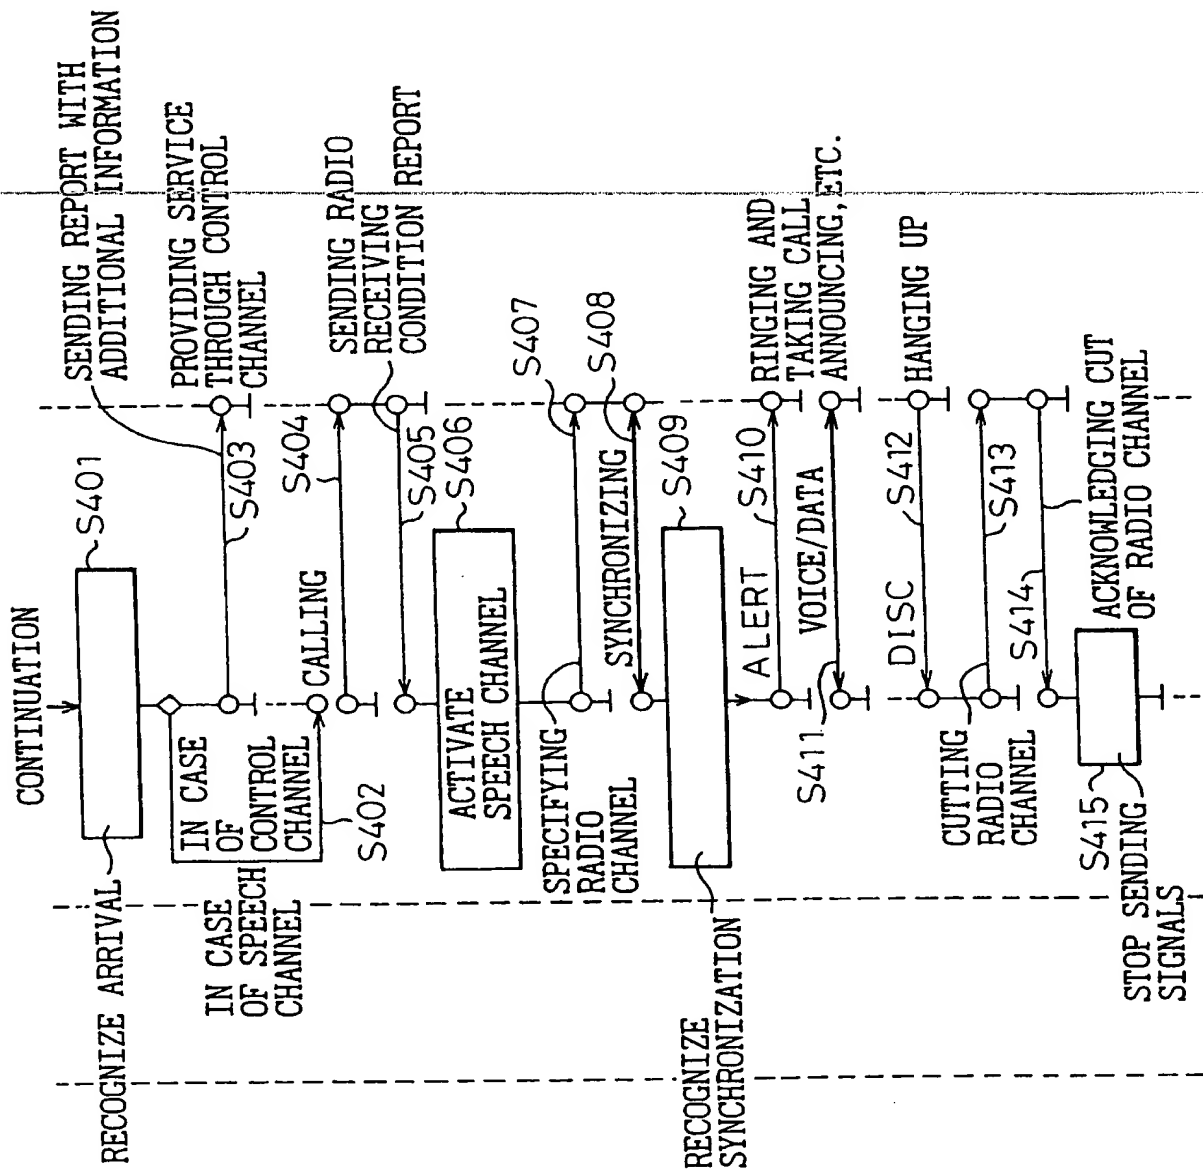 CONTINUATION
S401
RECOGNIZE ARRIVAL
SENDING REPORT WITH
ADDITIONAL INFORMATION
IN CASE
OF
CONTROL
CHANNEL
IN CASE
OF SPEECH
CHANNEL
S402
S403
PROVIDING SERVICE
THROUGH CONTROL
CHANNEL
CALLING
S404
SENDING RADIO
RECEIVING
CONDITION REPORT
S405
ACTIVATE
SPEECH CHANNEL
S406
SPECIFYING
RADIO
CHANNEL
S407
SYNCHRONIZING
S408
S409
RECOGNIZE
SYNCHRONIZATION
ALERT
S410
RINGING AND
TAKING CALL
S411
VOICE/DATA
ANNOUNCING, ETC.
DISC
S412
HANGING UP
CUTTING
RADIO
CHANNEL
S413
S414
ACKNOWLEDGING CUT
OF RADIO CHANNEL
S415
STOP SENDING
SIGNALS